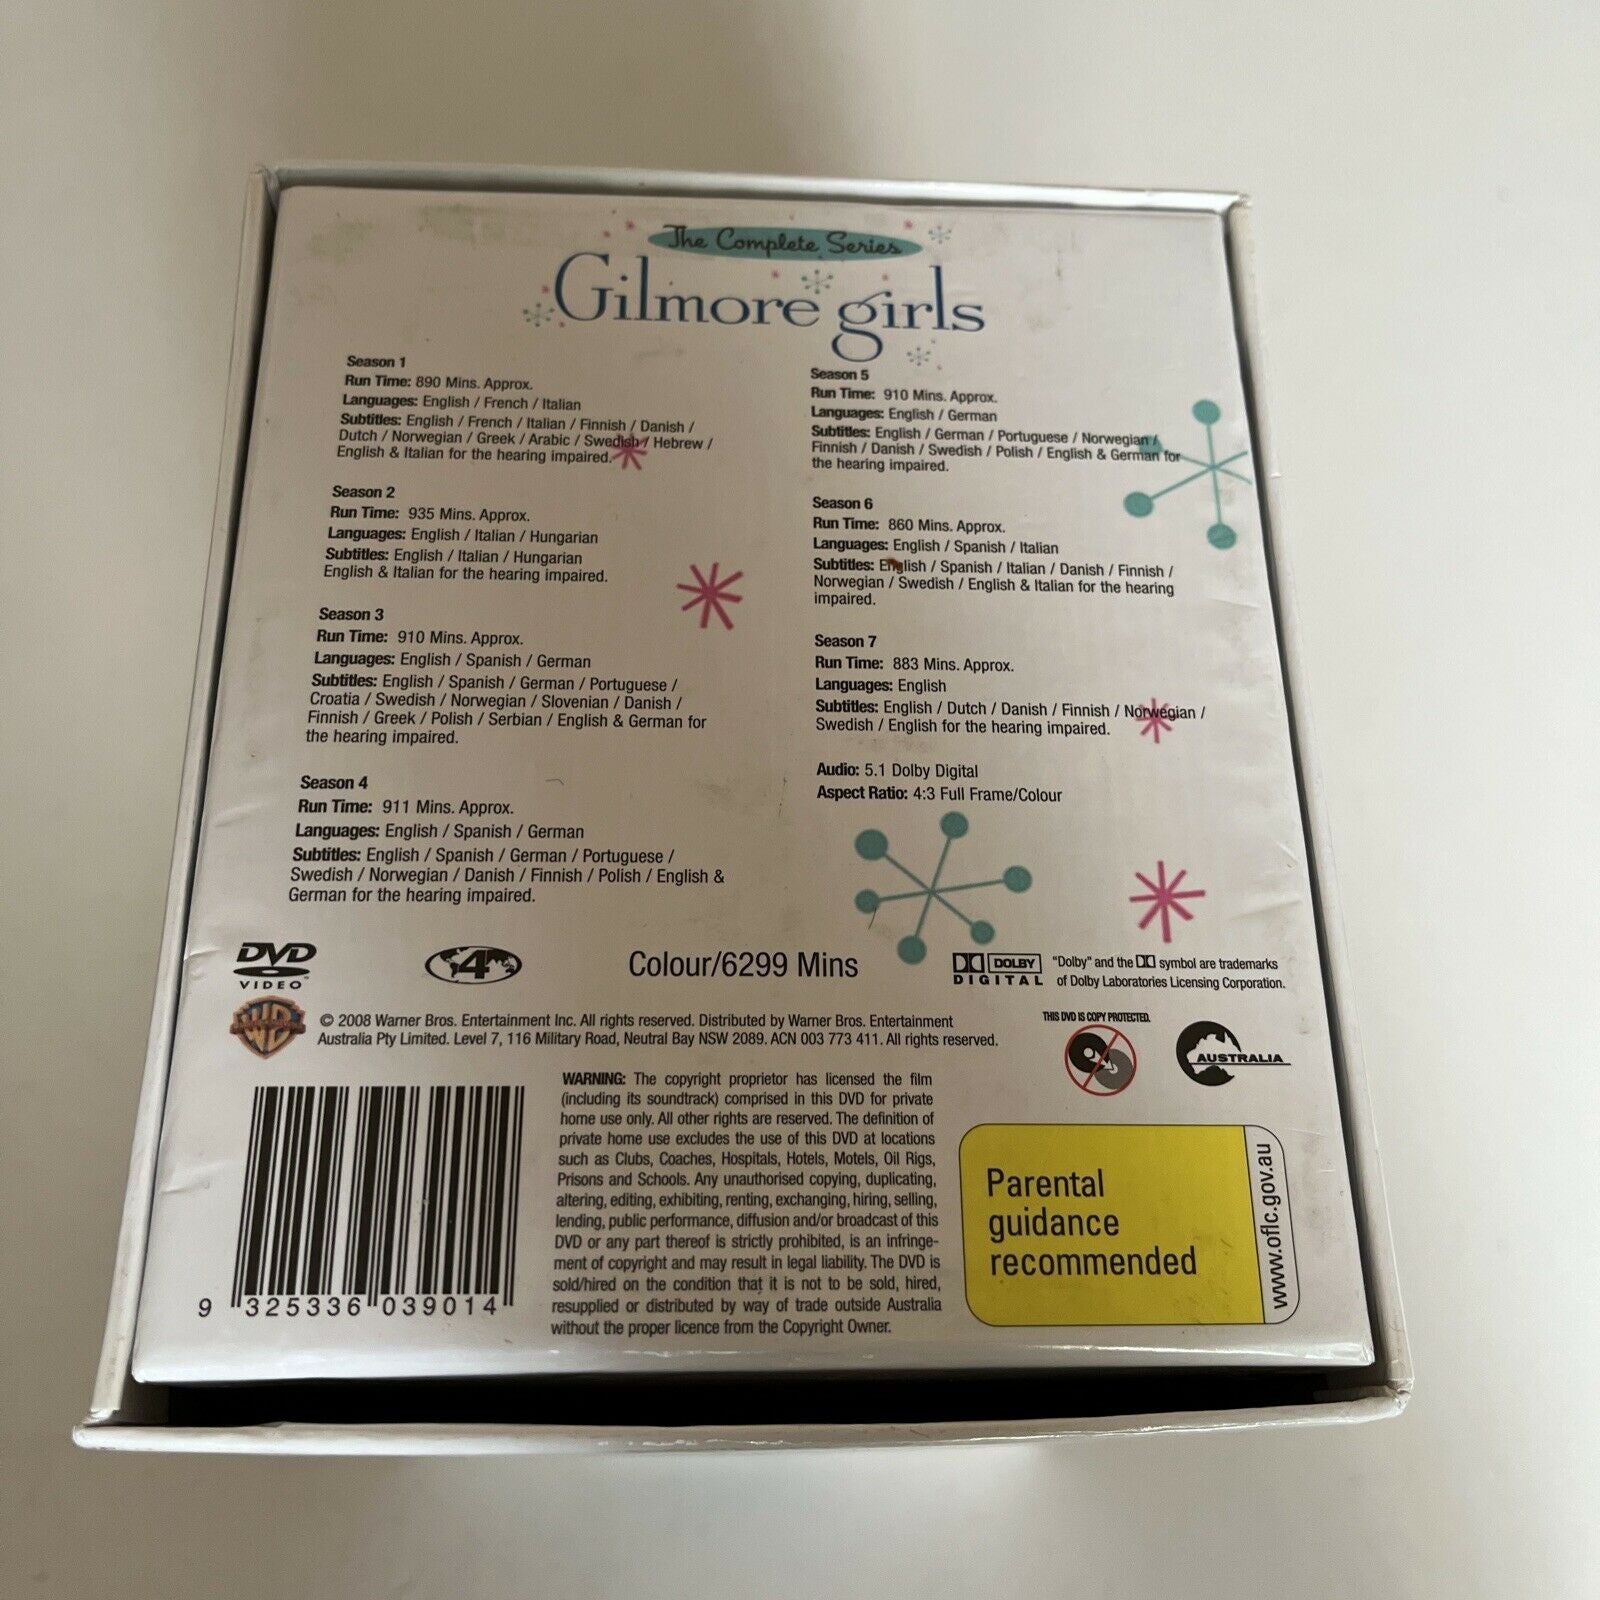 The Complete Series
Gilmore girls
Season 1
Run Time: 890 Mins. Approx.
Languages: English / French / Italian
Subtitles: English / French / Italian / Finnish / Danish /
Dutch / Norwegian / Greek / Arabic / Swedish / Hebrew /
English & Italian for the hearing impaired.
Season 2
Run Time: 935 Mins. Approx.
Languages: English / Italian / Hungarian
Subtitles: English / Italian / Hungarian
English & Italian for the hearing impaired.
Season 3
Run Time: 910 Mins. Approx.
Languages: English / Spanish / German
Subtitles: English / Spanish / German / Portuguese /
Croatia / Swedish / Norwegian / Slovenian / Danish /
Finnish / Greek / Polish / Serbian / English & German for
the hearing impaired.
Season 4
Run Time: 911 Mins. Approx.
Languages: English / Spanish / German
Subtitles: English / Spanish / German / Portuguese /
Swedish / Norwegian / Danish / Finnish / Polish / English &
German for the hearing impaired.
Season 5
Run Time: 910 Mins. Approx.
Languages: English / German
Subtitles: English / German / Portuguese / Norwegian /
Finnish / Danish / Swedish / Polish / English & German for
the hearing impaired.
Season 6
Run Time: 860 Mins. Approx.
Languages: English / Spanish / Italian
Subtitles: English / Spanish / Italian / Danish / Finnish /
Norwegian / Swedish / English & Italian for the hearing
impaired.
Season 7
Run Time: 883 Mins. Approx.
Languages: English
Subtitles: English / Dutch / Danish / Finnish / Norwegian /
Swedish / English for the hearing impaired.
Audio: 5.1 Dolby Digital
Aspect Ratio: 4:3 Full Frame/Colour
DVD
VIDEO
4
Colour/6299 Mins
DOLBY
DIGITAL
"Dolby" and the DD symbol are trademarks
of Dolby Laboratories Licensing Corporation.
WB
© 2008 Warner Bros. Entertainment Inc. All rights reserved. Distributed by Warner Bros. Entertainment
Australia Pty Limited. Level 7, 116 Military Road, Neutral Bay NSW 2089. ACN 003 773 411. All rights reserved.
THIS DVD IS COPY PROTECTED.
AUSTRALIA
WARNING: The copyright proprietor has licensed the film
(including its soundtrack) comprised in this DVD for private
home use only. All other rights are reserved. The definition of
private home use excludes the use of this DVD at locations
such as Clubs, Coaches, Hospitals, Hotels, Motels, Oil Rigs,
Prisons and Schools. Any unauthorised copying, duplicating,
altering, editing, exhibiting, renting, exchanging, hiring, selling,
lending, public performance, diffusion and/or broadcast of this
DVD or any part thereof is strictly prohibited, is an infringe-
ment of copyright and may result in legal liability. The DVD is
sold/hired on the condition that it is not to be sold, hired,
resupplied or distributed by way of trade outside Australia
without the proper licence from the Copyright Owner.
9 325336 039014
Parental
guidance
recommended
www.oflc.gov.au